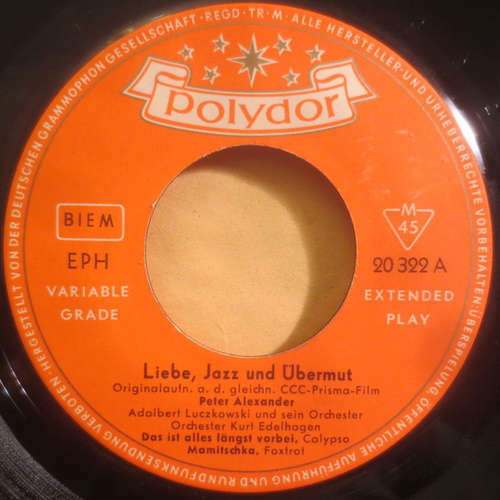 HERGESTELLT VON DER DEUTSCHEN GRAMMOPHON GESELLSCHAFT · REGD · TR · M · ALLE HERSTELLER- UND URHEBERRECHTE VORBEHALTEN ÜBERSPIELUNG, ÖFFENTLICHE AUFFÜHRUNG UND RUNDFUNKSENDUNG VERBOTEN
Polydor
BIEM
M
45
EPH
20 322 A
VARIABLE
GRADE
EXTENDED
PLAY
Liebe, Jazz und Übermut
Originalaufn. a. d. gleichn. CCC-Prisma-Film
Peter Alexander
Adalbert Luczkowski und sein Orchester
Orchester Kurt Edelhagen
Das ist alles längst vorbei, Calypso
Mamitschka, Foxtrot